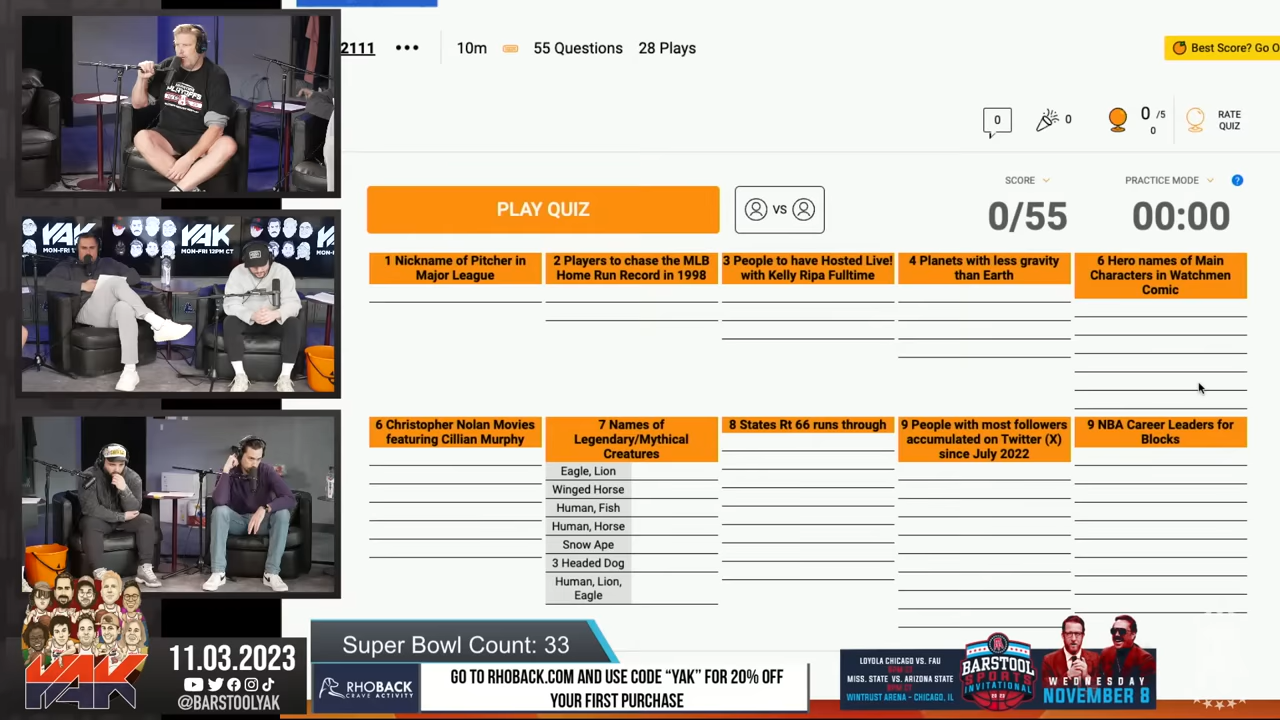 2111
10m
55 Questions
28 Plays
Best Score? Go O
0
0
0 /5
0
RATE
QUIZ
PLAY QUIZ
VS
SCORE
0/55
PRACTICE MODE
?
00:00
1 Nickname of Pitcher in
Major League
2 Players to chase the MLB
Home Run Record in 1998
3 People to have Hosted Live!
with Kelly Ripa Fulltime
4 Planets with less gravity
than Earth
6 Hero names of Main
Characters in Watchmen
Comic
6 Christopher Nolan Movies
featuring Cillian Murphy
7 Names of
Legendary/Mythical
Creatures
Eagle, Lion
Winged Horse
Human, Fish
Human, Horse
Snow Ape
3 Headed Dog
Human, Lion,
Eagle
8 States Rt 66 runs through
9 People with most followers
accumulated on Twitter (X)
since July 2022
9 NBA Career Leaders for
Blocks
YAK
MON-FRI 12PM CT
YAK
11.03.2023
@BARSTOOLYAK
Super Bowl Count: 33
RHOBACK
CRAVE ACTIVITY
GO TO RHOBACK.COM AND USE CODE “YAK” FOR 20% OFF
YOUR FIRST PURCHASE
LOYOLA CHICAGO VS. FAU
MISS. STATE VS. ARIZONA STATE
WINTRUST ARENA - CHICAGO, IL
BARSTOOL
SPORTS
INVITATIONAL
WEDNESDAY
NOVEMBER 8